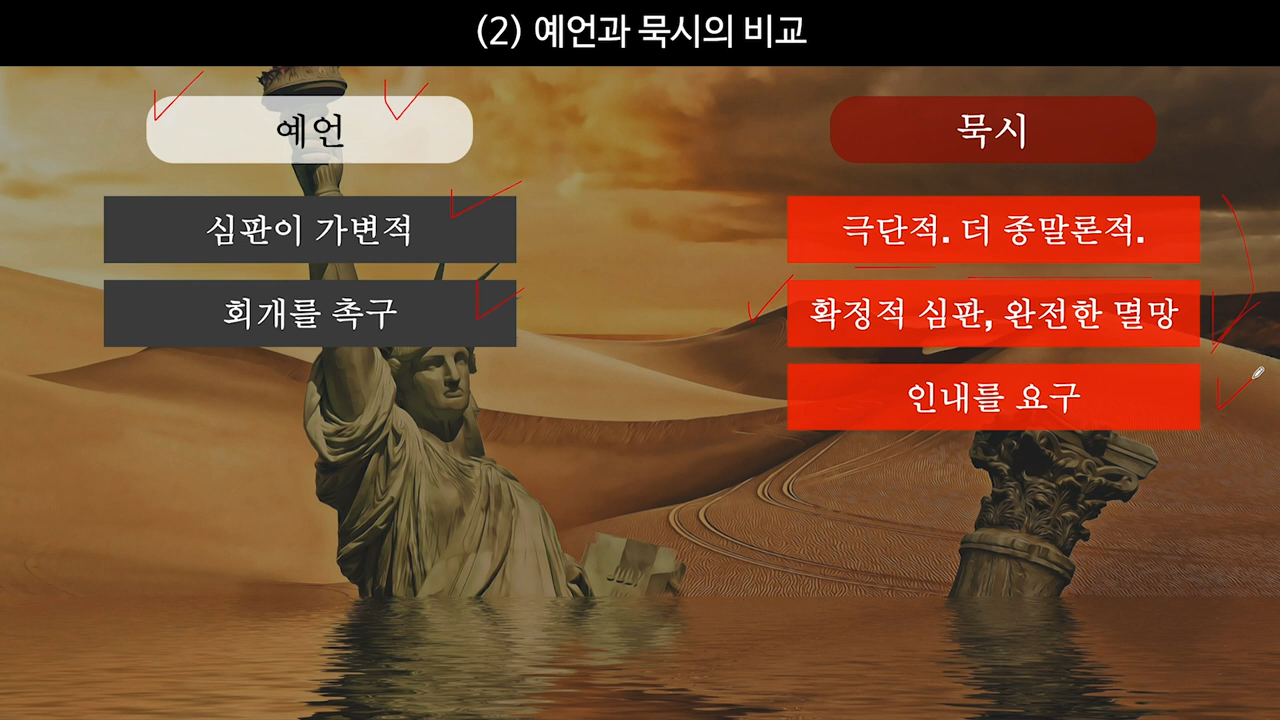 (2) 예언과 묵시의 비교
예언
심판이 가변적
회개를 촉구
묵시
극단적. 더 종말론적.
확정적 심판, 완전한 멸망
인내를 요구